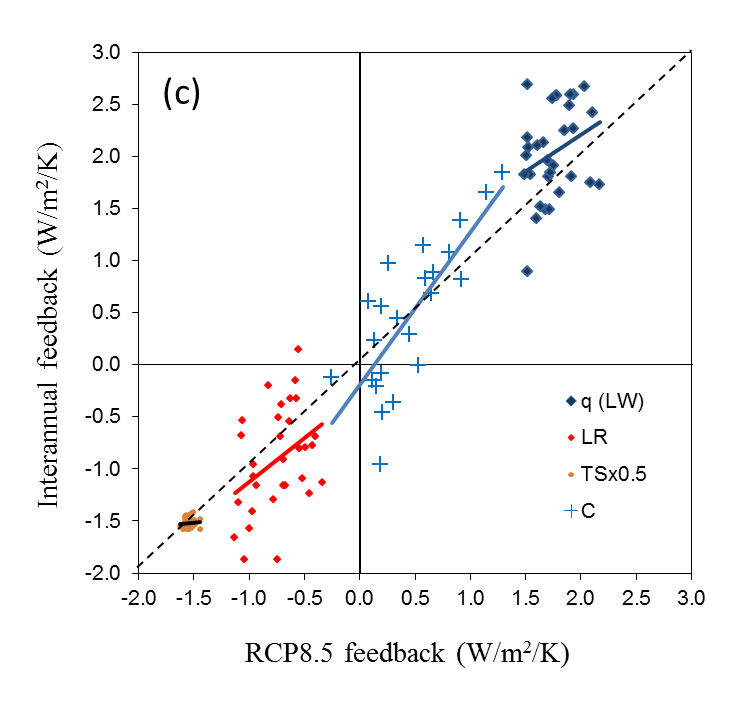 (c)
Interannual feedback (W/m²/K)
3.0
2.5
2.0
1.5
1.0
0.5
0.0
-0.5
-1.0
-1.5
-2.0
-2.0 -1.5 -1.0 -0.5 0.0 0.5 1.0 1.5 2.0 2.5 3.0
q (LW)
LR
TSx0.5
C
RCP8.5 feedback (W/m²/K)